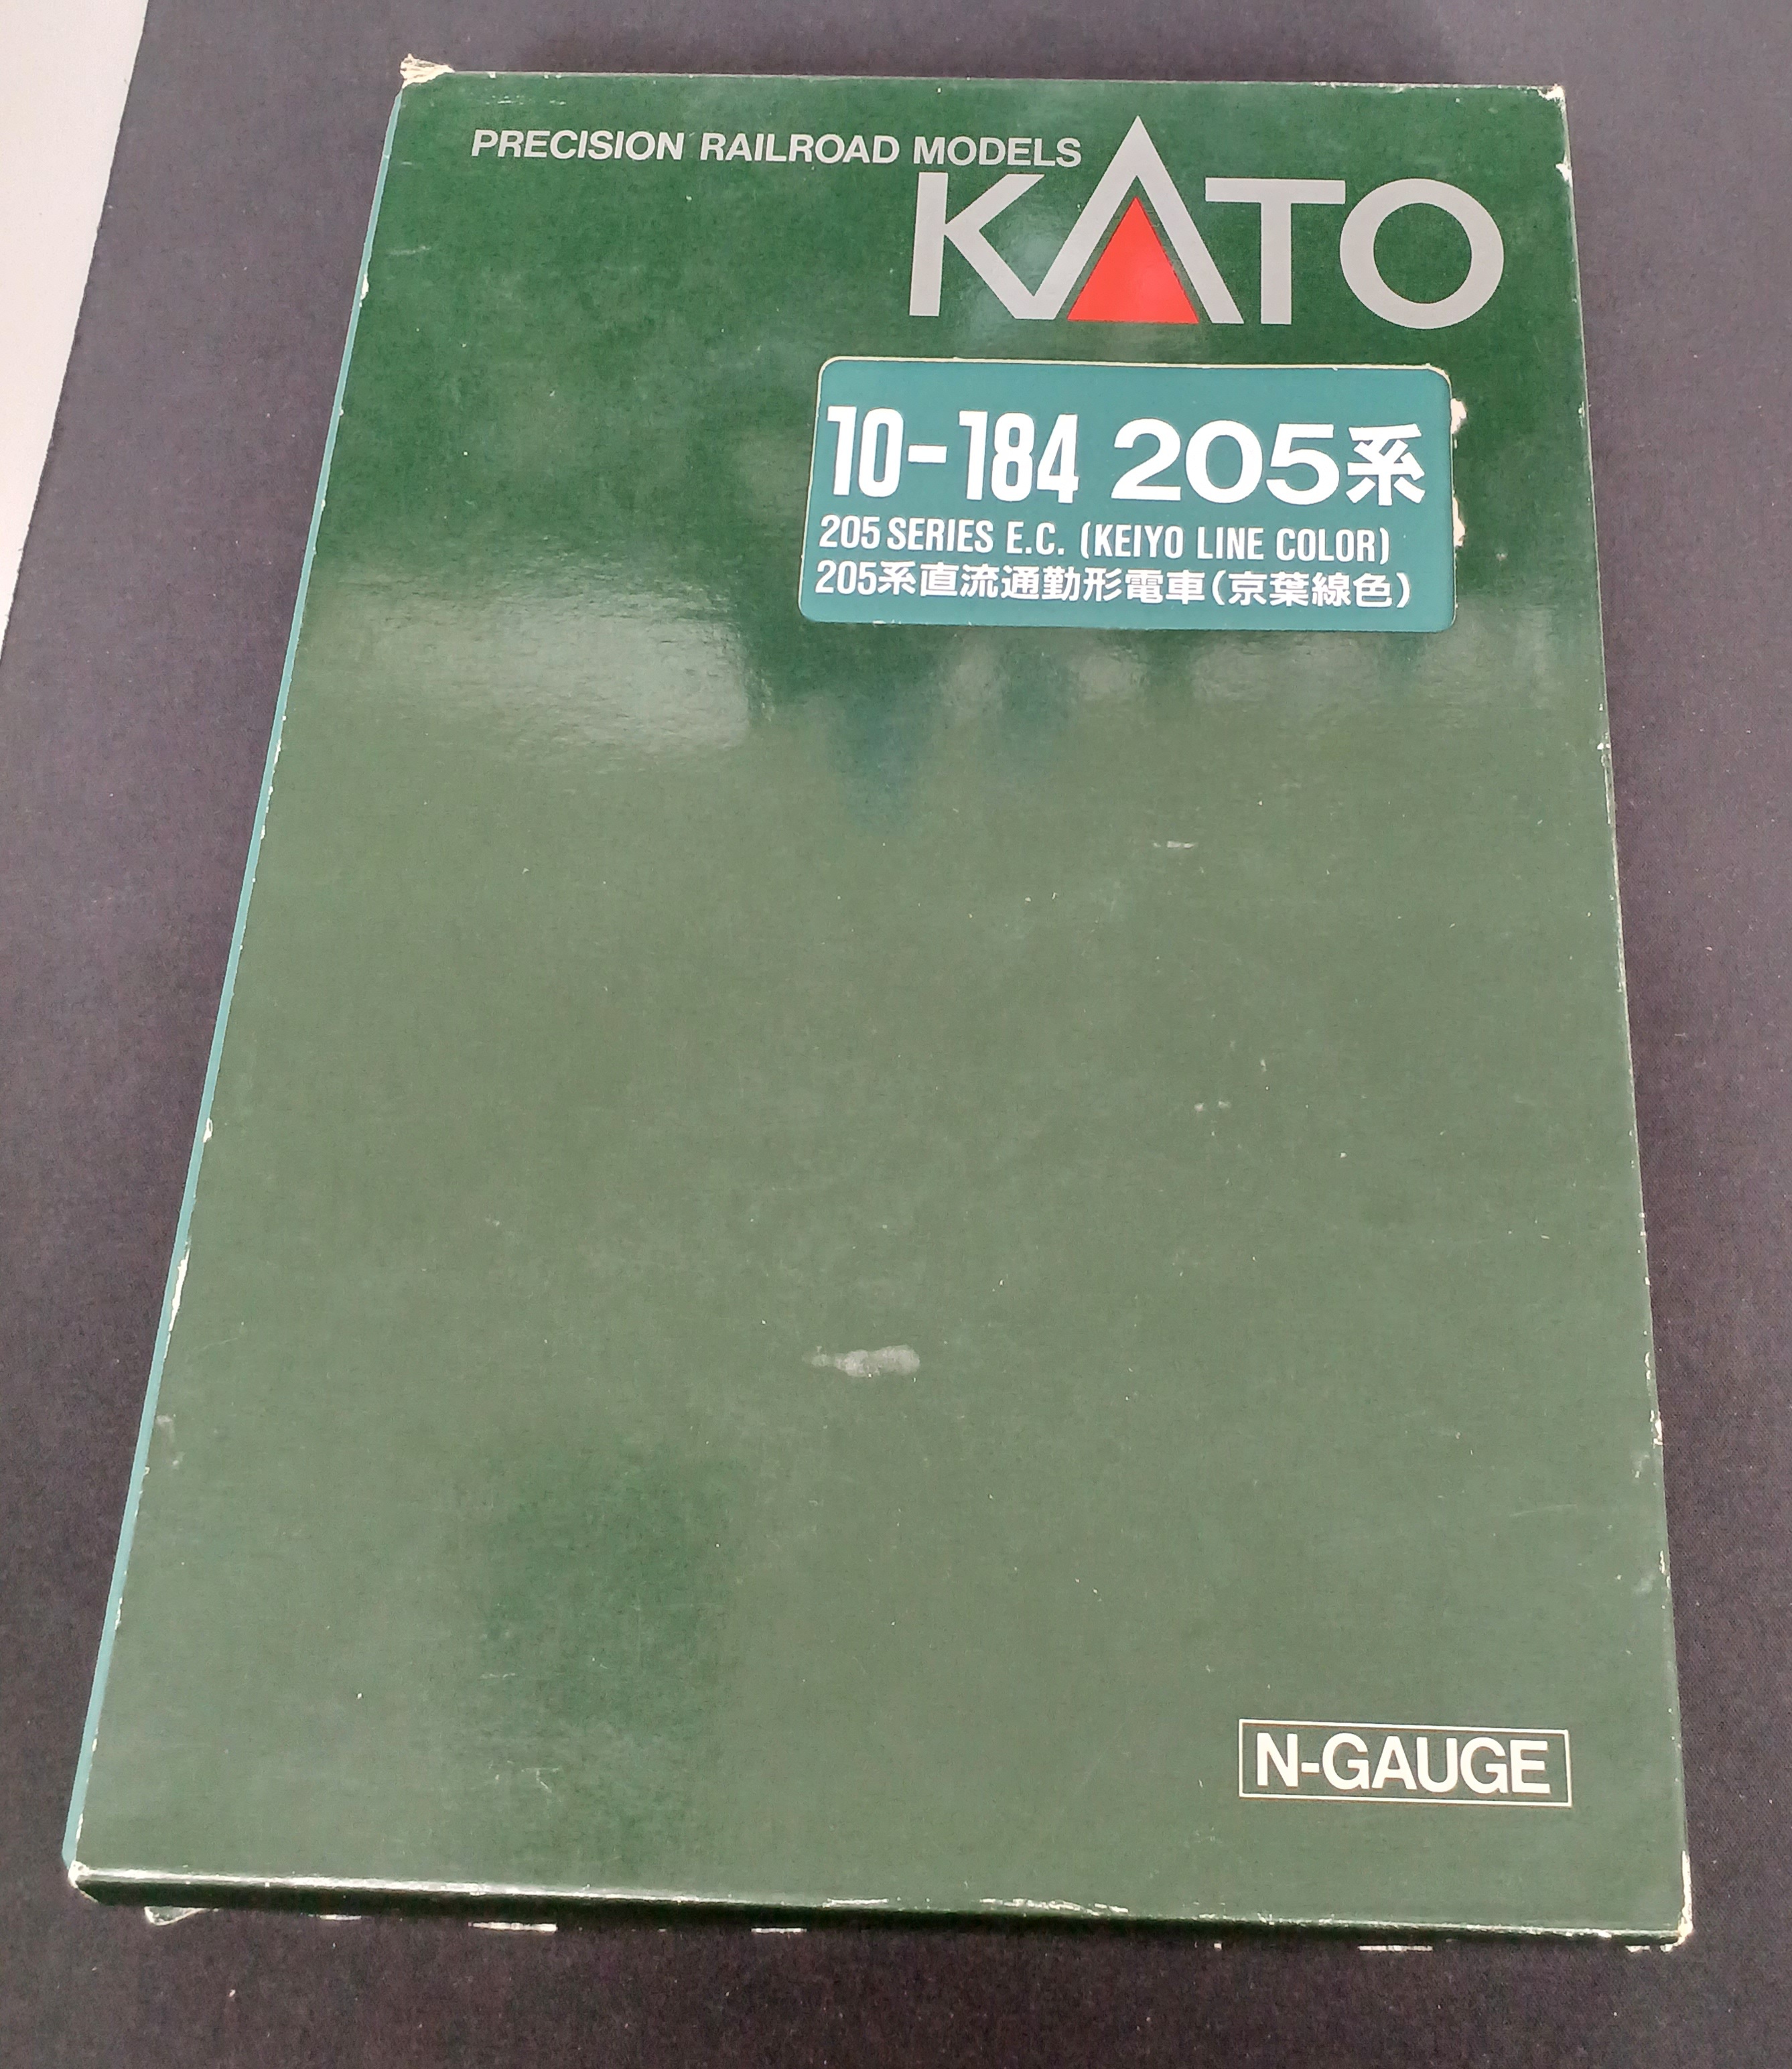 PRECISION RAILROAD MODELS
KATO
10-184 205系
205 SERIES E.C. (KEIYO LINE COLOR)
205系直流通勤形電車(京葉線色)
N-GAUGE